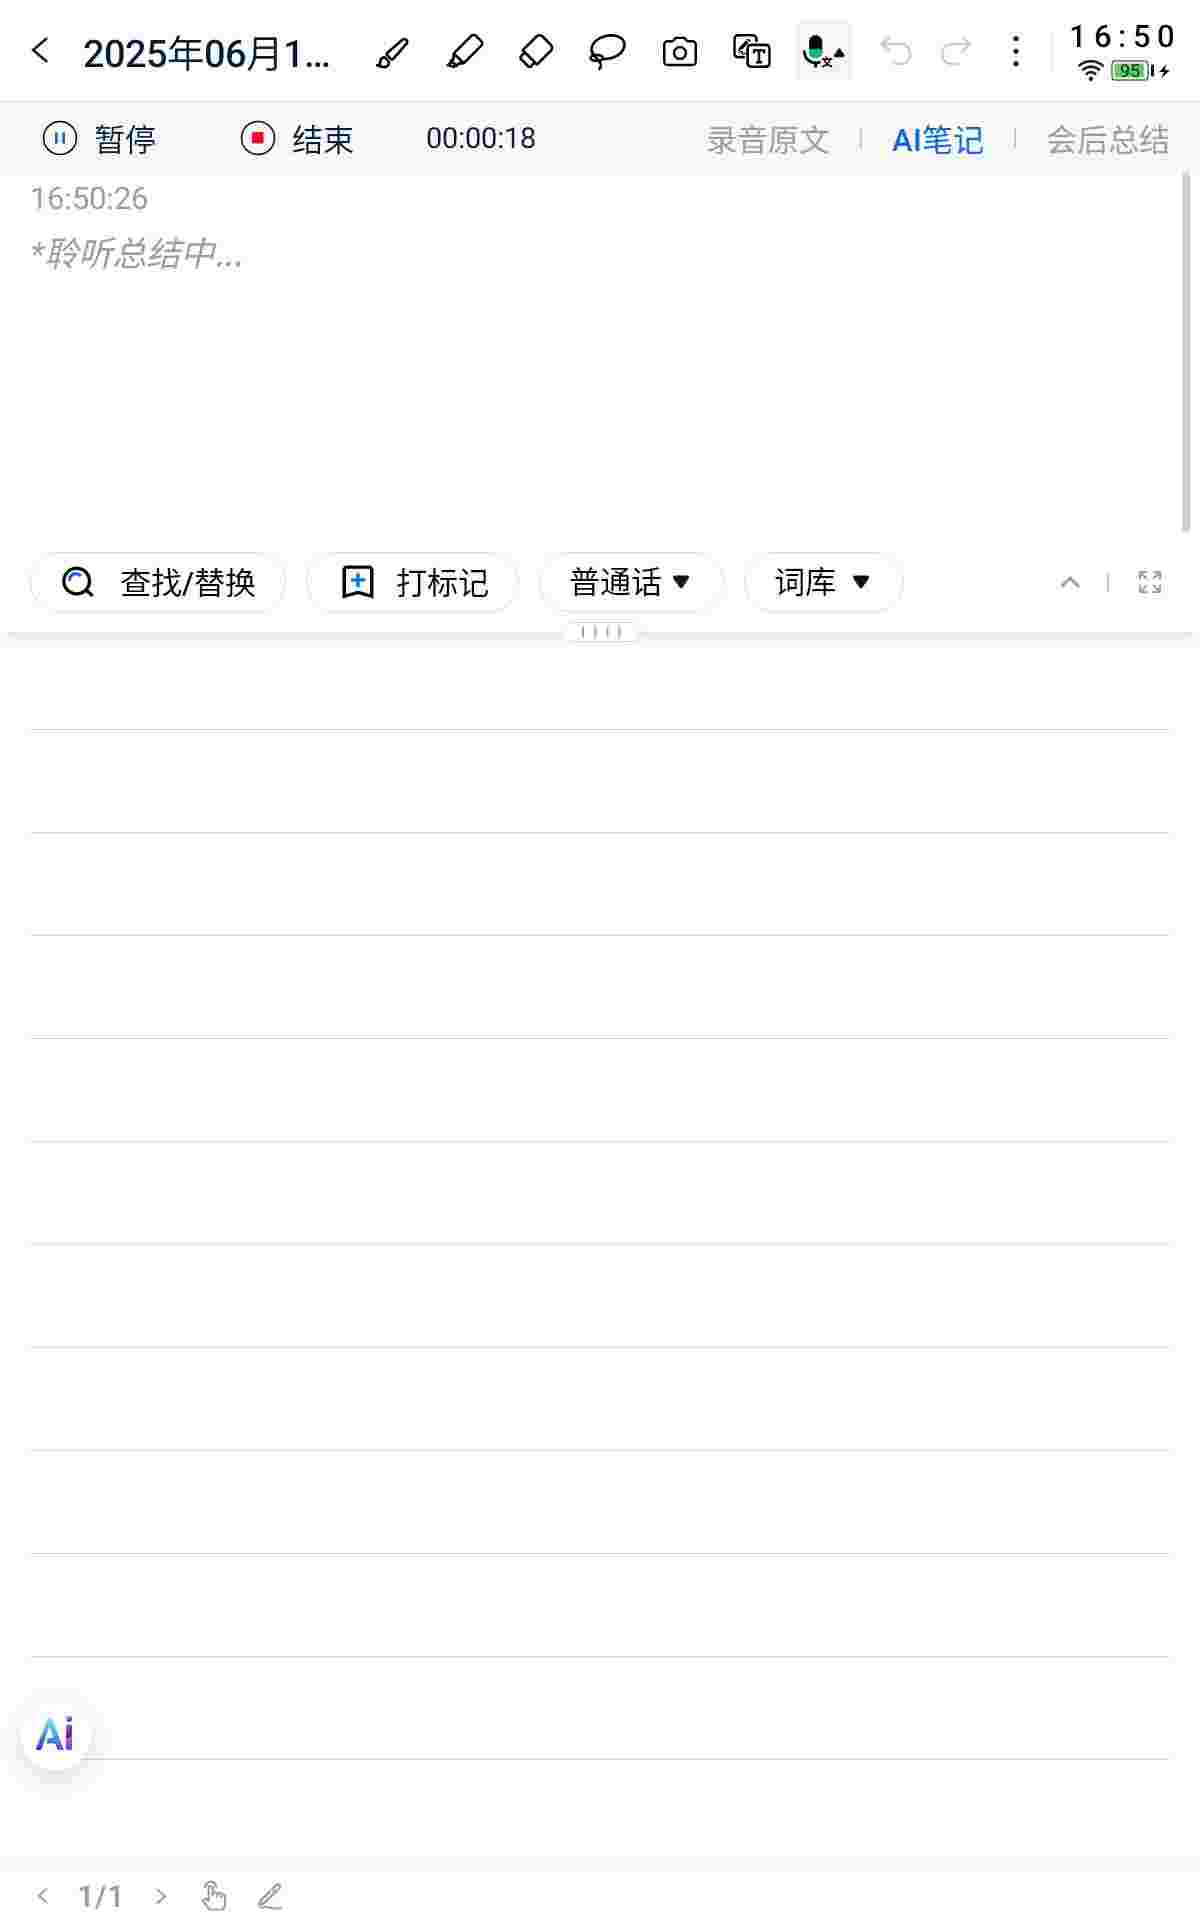 2025年06月1...
16:50
95
暂停
结束
00:00:18
录音原文
AI笔记
会后总结
16:50:26
*聆听总结中...
查找/替换
打标记
普通话
词库
Ai
1/1